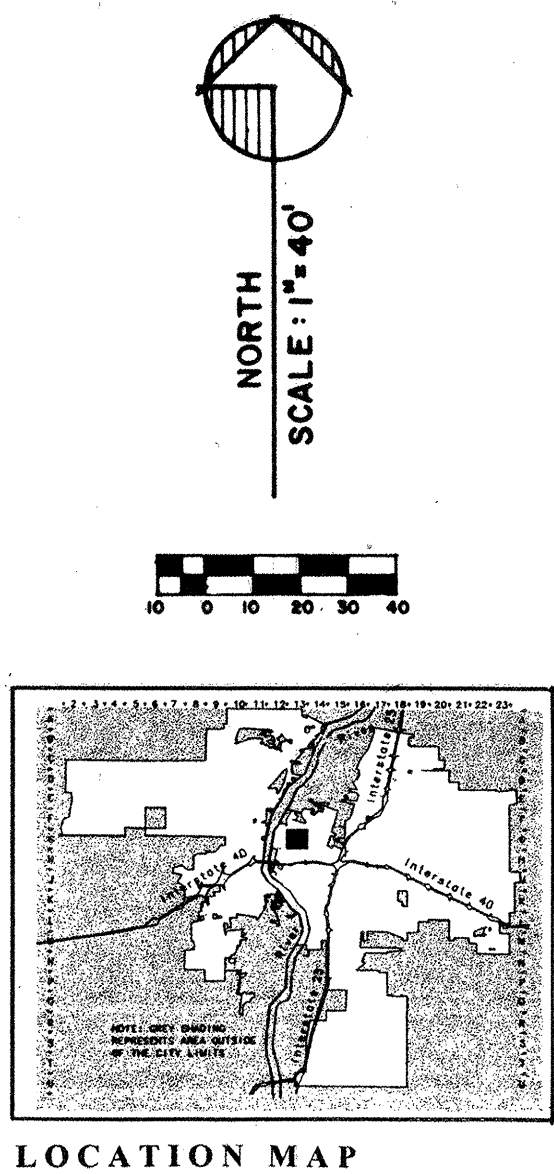 NORTH
SCALE: 1"=40'
10 0 10 20 30 40
2 3 4 5 6 7 8 9 10 11 12 13 14 15 16 17 18 19 20 21 22 23
River
Interstate 25
Interstate 40
Interstate 40
River
Interstate 25
NOTE: GREY SHADING
REPRESENTS AREA OUTSIDE
OF THE CITY LIMITS
LOCATION MAP